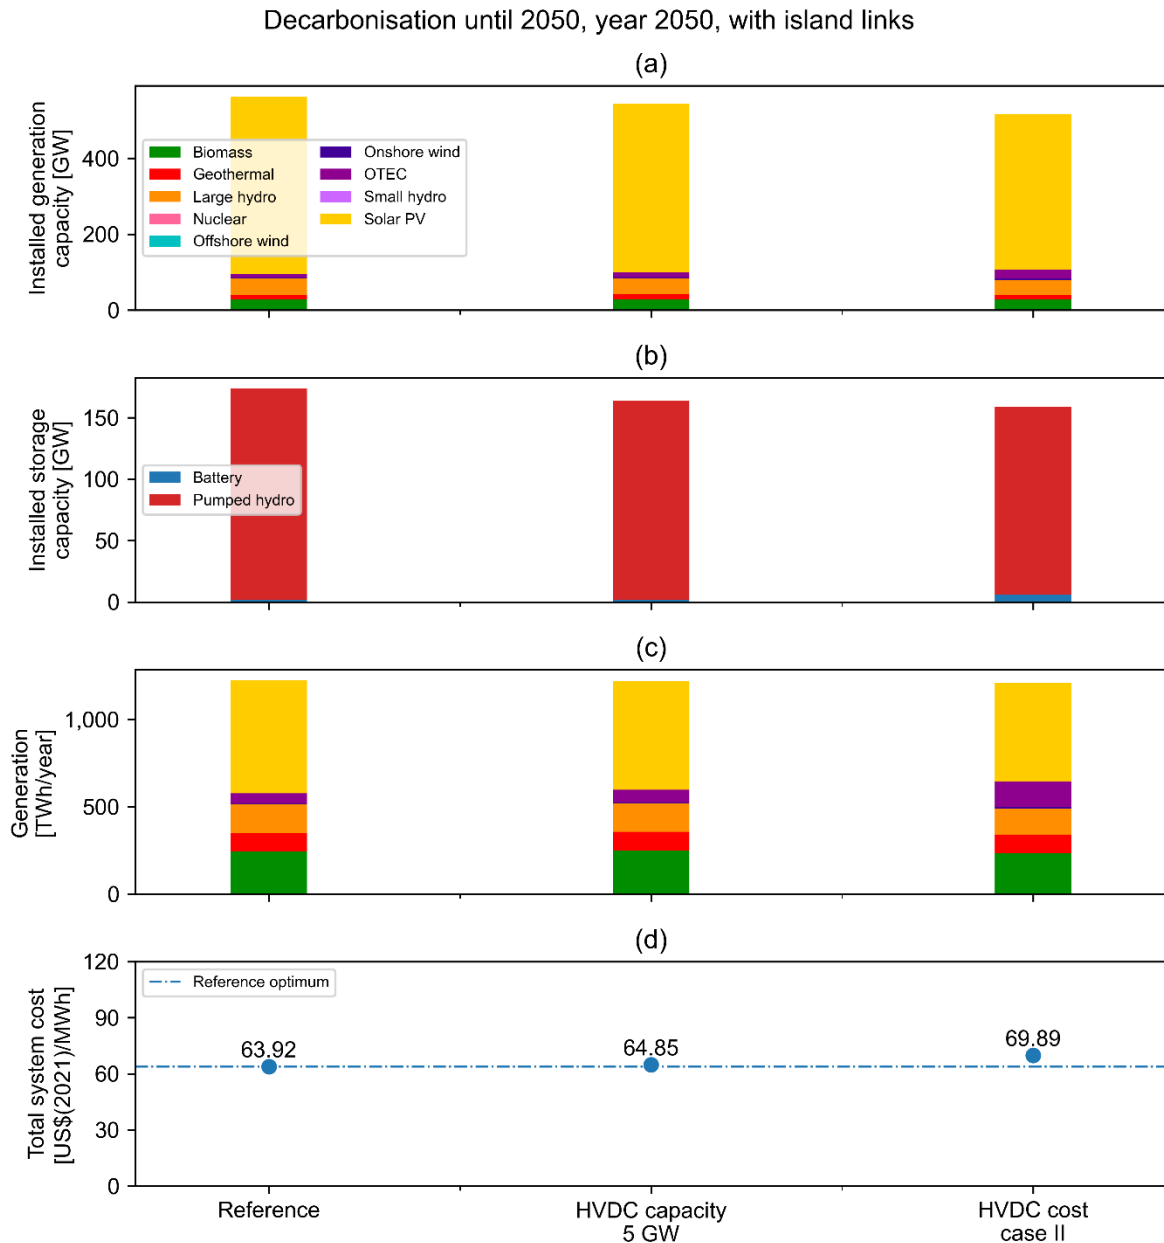 Decarbonisation until 2050, year 2050, with island links
(a)
Installed generation
capacity [GW]
400
200
0
Biomass
Geothermal
Large hydro
Nuclear
Offshore wind
Onshore wind
OTEC
Small hydro
Solar PV
(b)
Installed storage
capacity [GW]
150
100
50
0
Battery
Pumped hydro
(c)
Generation
[TWh/year]
1,000
500
0
(d)
Total system cost
[US$(2021)/MWh]
120
90
60
30
0
Reference optimum
63.92
64.85
69.89
Reference
HVDC capacity
5 GW
HVDC cost
case II